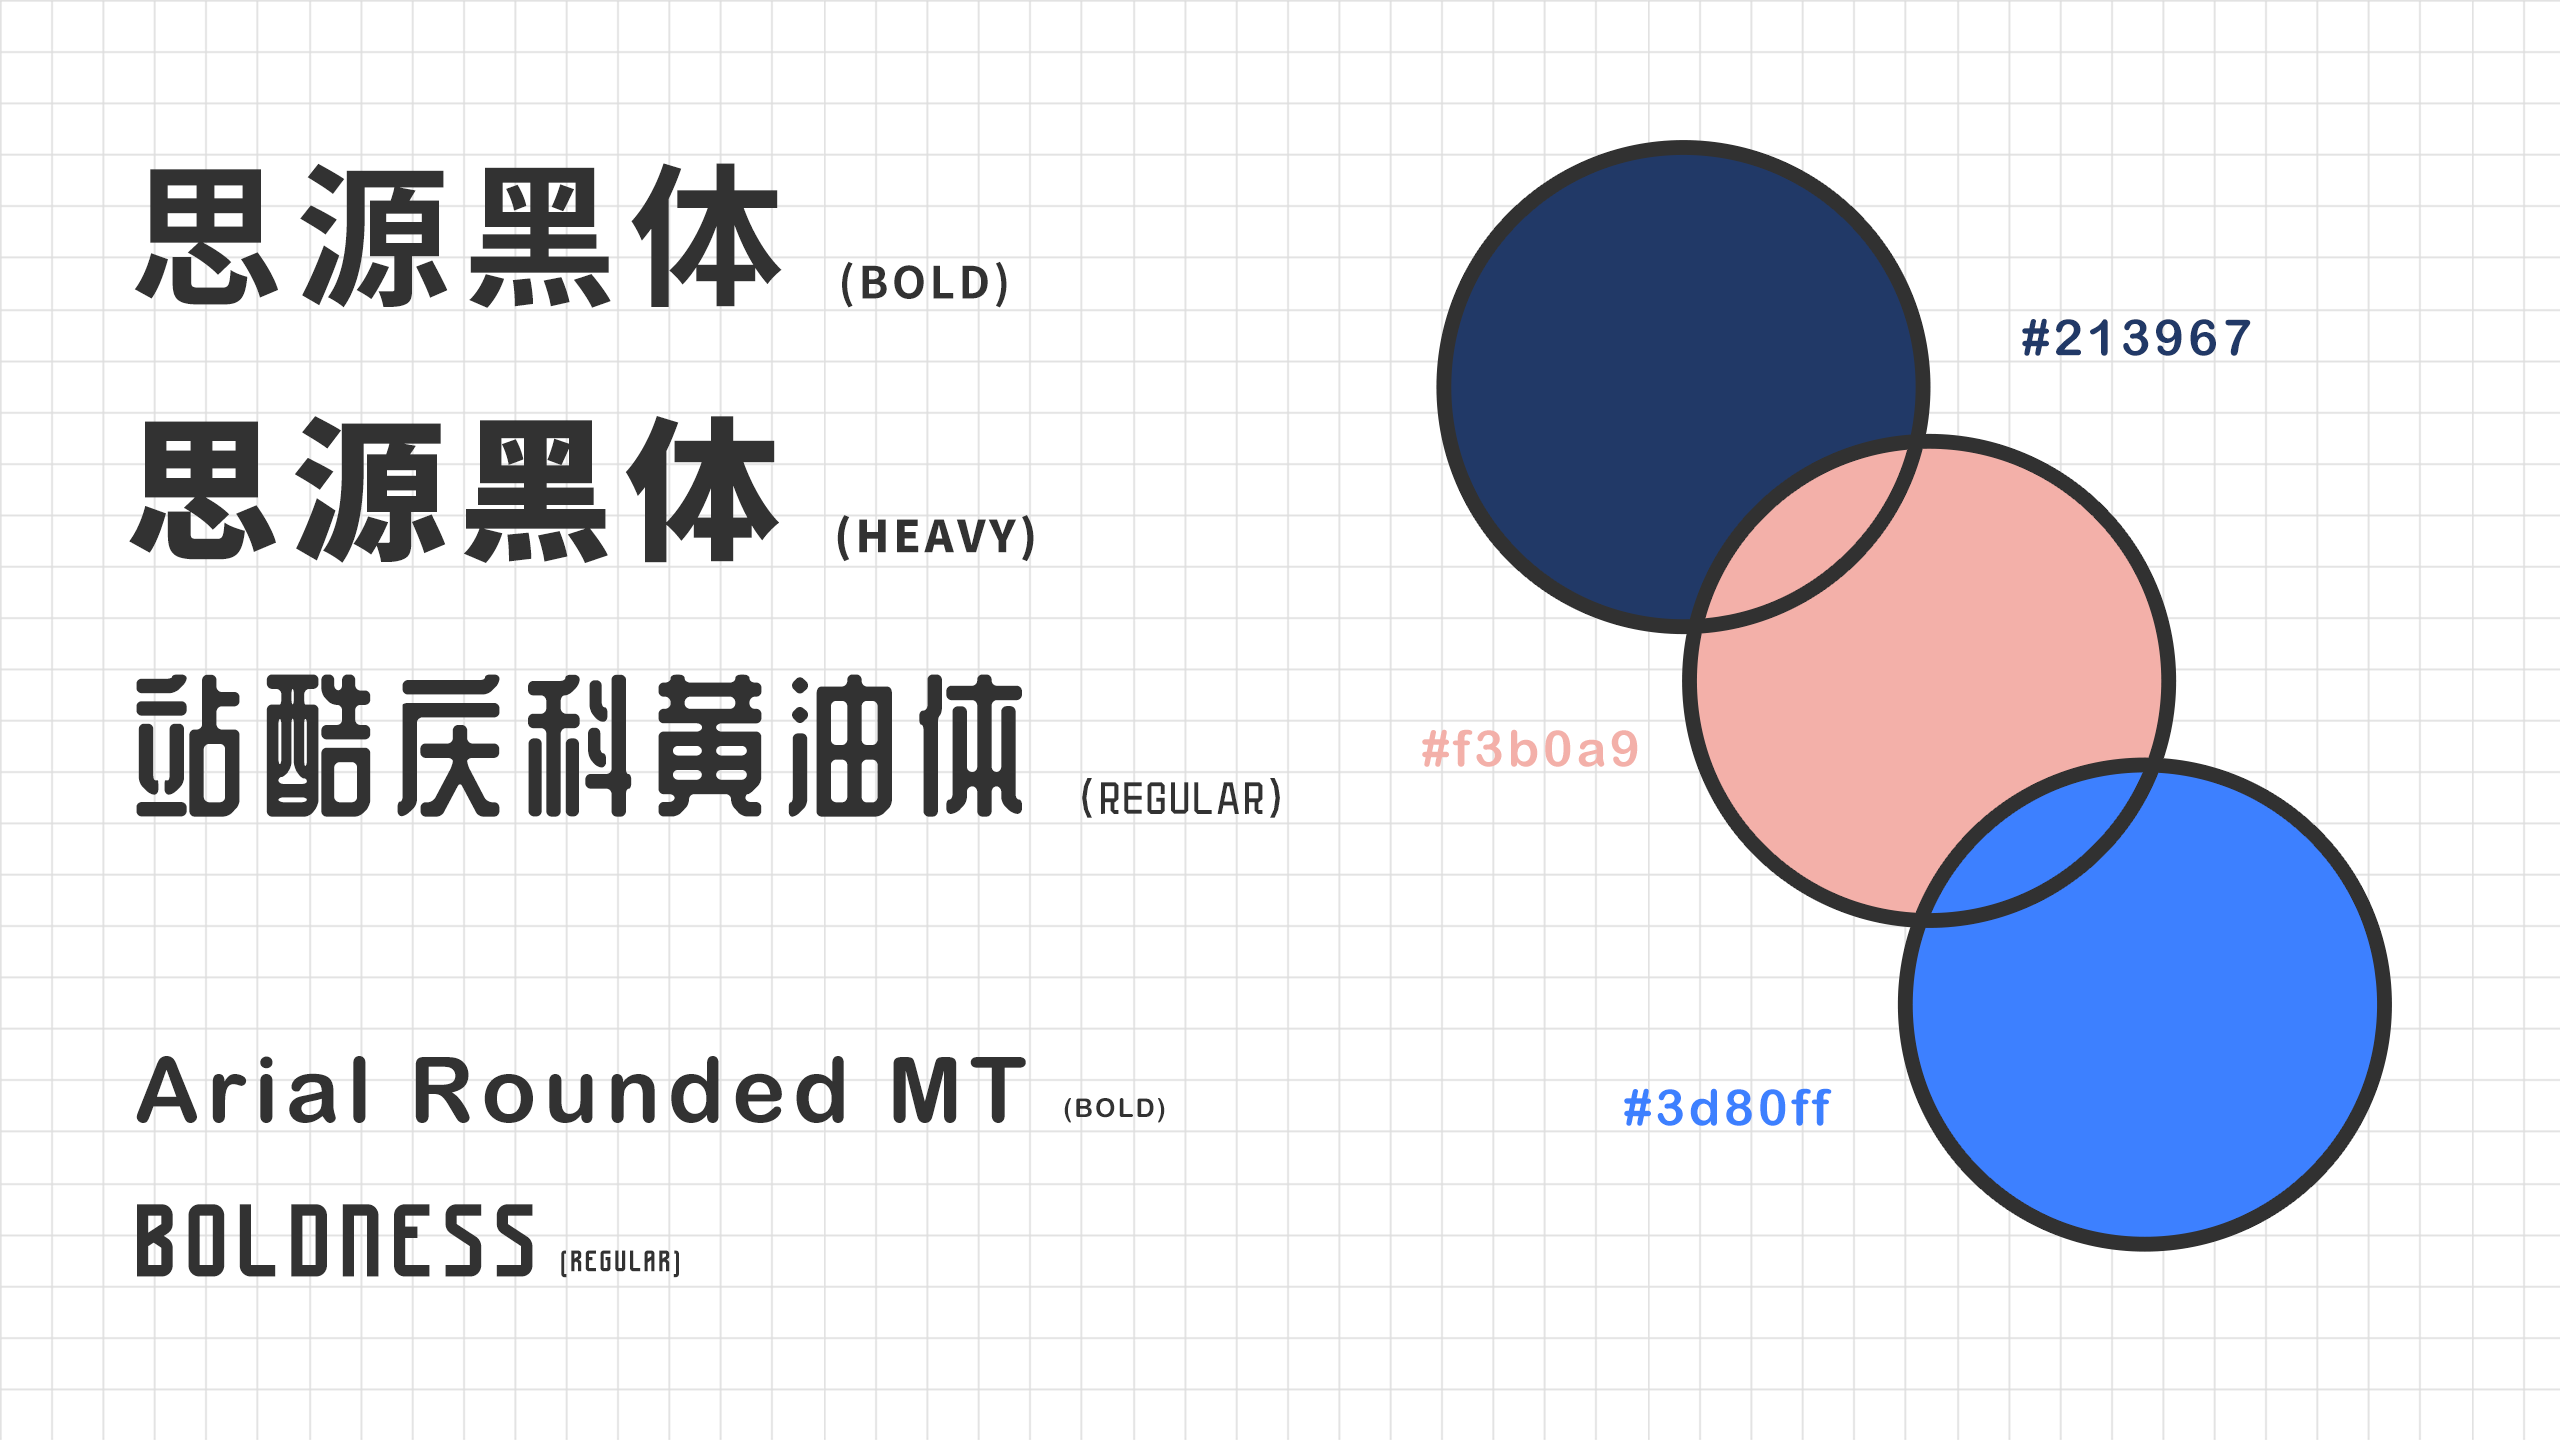 思源黑体 (BOLD)
思源黑体 (HEAVY)
站酷庆科黄油体 (REGULAR)
Arial Rounded MT (BOLD)
BOLDNESS (REGULAR)
#213967
#f3b0a9
#3d80ff